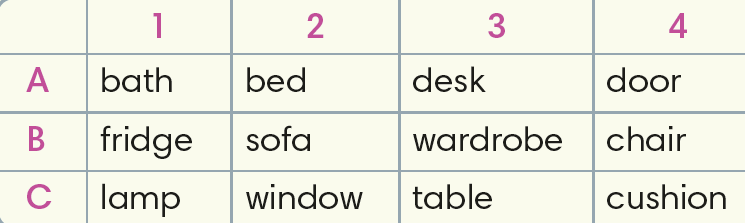 1 2 3 4
A bath bed desk door
B fridge sofa wardrobe chair
C lamp window table cushion